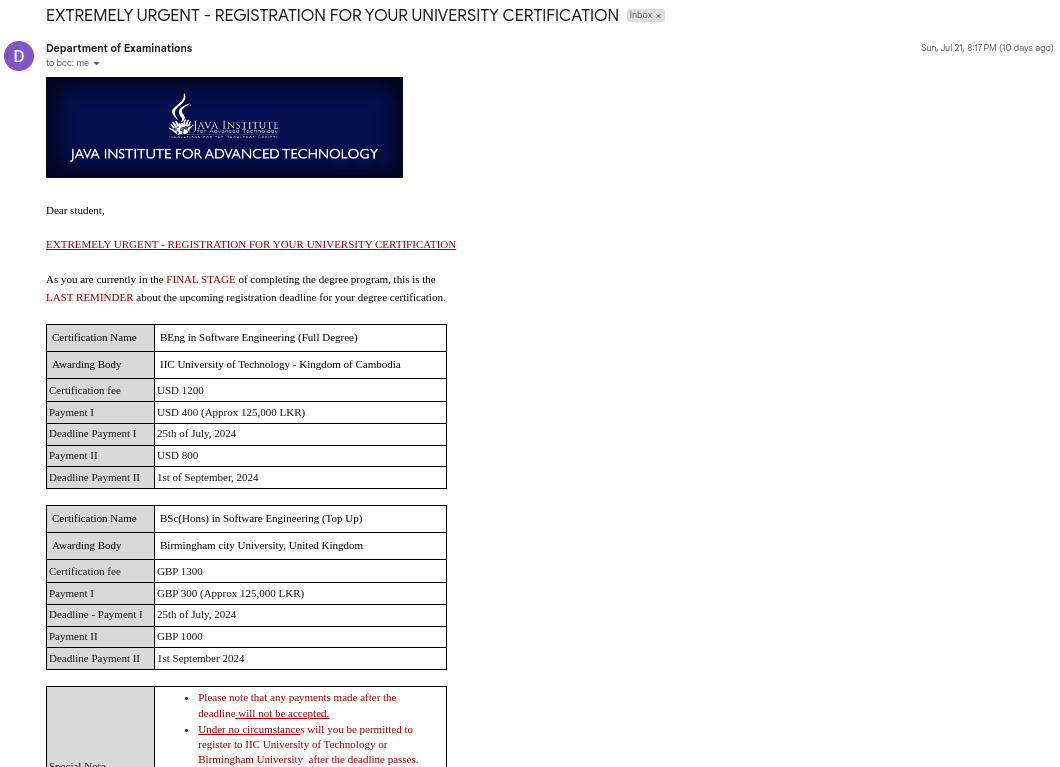 EXTREMELY URGENT - REGISTRATION FOR YOUR UNIVERSITY CERTIFICATION Inbox ×
D
Department of Examinations
Sun, Jul 21, 8:17 PM (10 days ago)
to bcc: me
JAVA INSTITUTE
for Advanced Technology
INNOVATIONS FOR THE KNOWLEDGE SOCIETY
JAVA INSTITUTE FOR ADVANCED TECHNOLOGY
Dear student,
EXTREMELY URGENT - REGISTRATION FOR YOUR UNIVERSITY CERTIFICATION
As you are currently in the FINAL STAGE of completing the degree program, this is the
LAST REMINDER about the upcoming registration deadline for your degree certification.
Certification Name BEng in Software Engineering (Full Degree)
Awarding Body IIC University of Technology - Kingdom of Cambodia
Certification fee USD 1200
Payment I USD 400 (Approx 125,000 LKR)
Deadline Payment I 25th of July, 2024
Payment II USD 800
Deadline Payment II 1st of September, 2024
Certification Name BSc(Hons) in Software Engineering (Top Up)
Awarding Body Birmingham city University, United Kingdom
Certification fee GBP 1300
Payment I GBP 300 (Approx 125,000 LKR)
Deadline - Payment I 25th of July, 2024
Payment II GBP 1000
Deadline Payment II 1st September 2024
• Please note that any payments made after the
deadline will not be accepted.
• Under no circumstances will you be permitted to
register to IIC University of Technology or
Birmingham University after the deadline passes.
Special Note